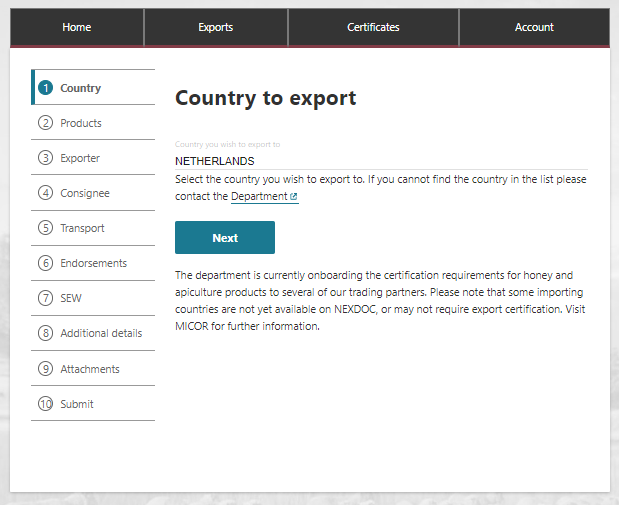 Home
Exports
Certificates
Account
1 Country
2 Products
3 Exporter
4 Consignee
5 Transport
6 Endorsements
7 SEW
8 Additional details
9 Attachments
10 Submit
Country to export
Country you wish to export to
NETHERLANDS
Select the country you wish to export to. If you cannot find the country in the list please
contact the Department
Next
The department is currently onboarding the certification requirements for honey and
apiculture products to several of our trading partners. Please note that some importing
countries are not yet available on NEXDOC, or may not require export certification. Visit
MICOR for further information.